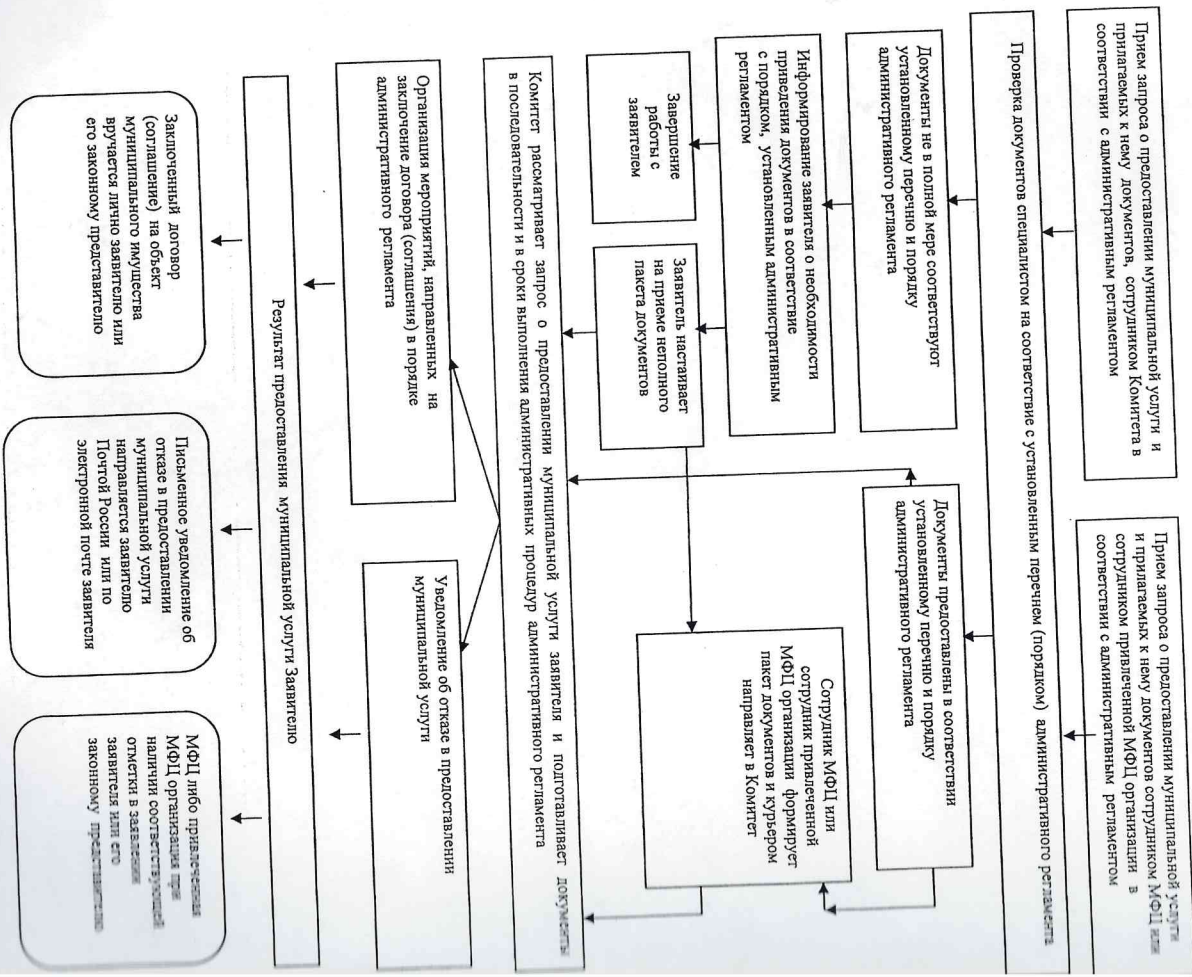 Прием запроса о предоставлении муниципальной услуги и
прилагаемых к нему документов, сотрудником Комитета в
соответствии с административным регламентом
Прием запроса о предоставлении муниципальной услуги
и прилагаемых к нему документов сотрудником МФЦ или
сотрудником привлеченной МФЦ организации в
соответствии с административным регламентом
Проверка документов специалистом на соответствие с установленным перечнем (порядком) административного регламента
Документы не в полной мере соответствуют
установленному перечню и порядку
административного регламента
Документы предоставлены в соответствии
установленному перечню и порядку
административного регламента
Информирование заявителя о необходимости
приведения документов в соответствие
с порядком, установленным административным
регламентом
Завершение
работы с
заявителем
Заявитель настаивает
на приеме неполного
пакета документов
Сотрудник МФЦ или
сотрудник привлеченной
МФЦ организации формирует
пакет документов и курьером
направляет в Комитет
Комитет рассматривает запрос о предоставлении муниципальной услуги заявителя и подготавливает документы
в последовательности и в сроки выполнения административных процедур административного регламента
Организация мероприятий, направленных на
заключение договора (соглашения) в порядке
административного регламента
Уведомление об отказе в предоставлении
муниципальной услуги
Результат предоставления муниципальной услуги Заявителю
Заключенный договор
(соглашение) на объект
муниципального имущества
вручается лично заявителю или
его законному представителю
Письменное уведомление об
отказе в предоставлении
муниципальной услуги
направляется заявителю
Почтой России или по
электронной почте заявителя
МФЦ либо привлеченная
МФЦ организация при
наличии соответствующей
отметки в заявлении
заявителя или его
законному представителю